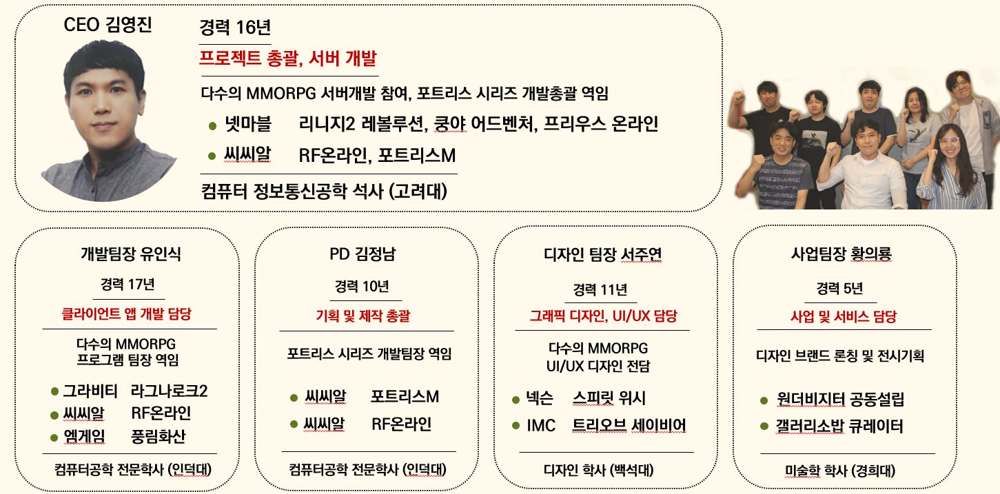 CEO 김영진
경력 16년
프로젝트 총괄, 서버 개발
다수의 MMORPG 서버개발 참여, 포트리스 시리즈 개발총괄 역임
넷마블 리니지2 레볼루션, 쿵야 어드벤처, 프리우스 온라인
씨씨알 RF온라인, 포트리스M
컴퓨터 정보통신공학 석사 (고려대)
개발팀장 유인식
경력 17년
클라이언트 앱 개발 담당
다수의 MMORPG
프로그램 팀장 역임
그라비티 라그나로크2
씨씨알 RF온라인
엠게임 풍림화산
컴퓨터공학 전문학사 (인덕대)
PD 김정남
경력 10년
기획 및 제작 총괄
포트리스 시리즈 개발팀장 역임
씨씨알 포트리스M
씨씨알 RF온라인
컴퓨터공학 전문학사 (인덕대)
디자인 팀장 서주연
경력 11년
그래픽 디자인, UI/UX 담당
다수의 MMORPG
UI/UX 디자인 전담
넥슨 스피릿 위시
IMC 트리오브 세이비어
디자인 학사 (백석대)
사업팀장 황의룡
경력 5년
사업 및 서비스 담당
디자인 브랜드 론칭 및 전시기획
원더비지터 공동설립
갤러리소밥 큐레이터
미술학 학사 (경희대)